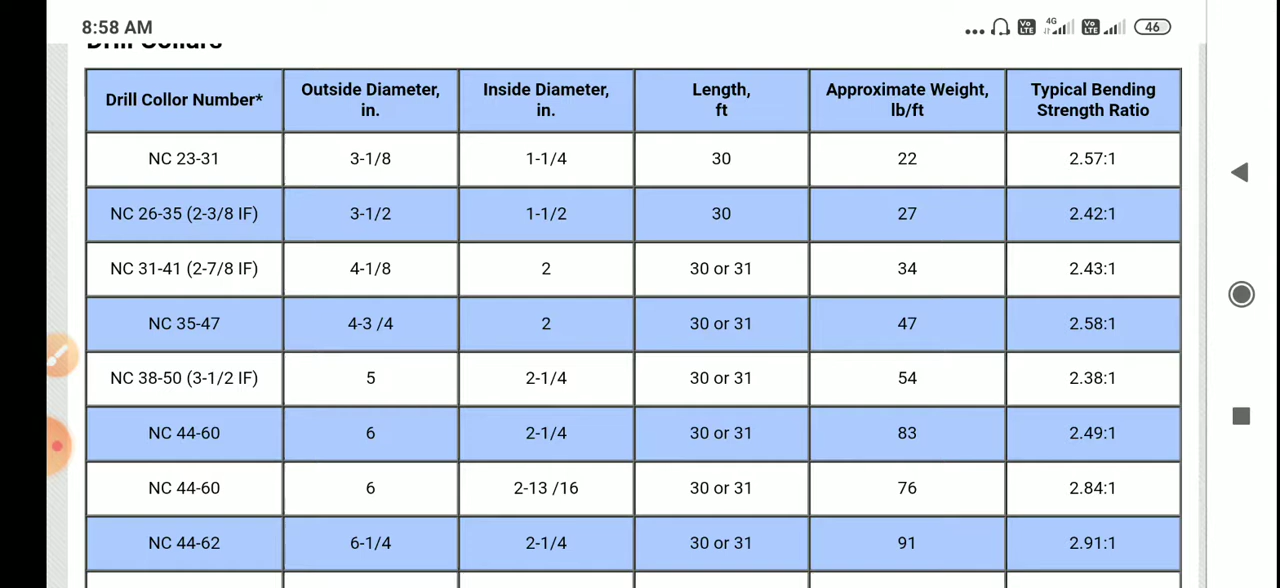 8:58 AM 4G Vo LTE Vo LTE 46
Drill Collars
Drill Collor Number* Outside Diameter, in. Inside Diameter, in. Length, ft Approximate Weight, lb/ft Typical Bending Strength Ratio
NC 23-31 3-1/8 1-1/4 30 22 2.57:1
NC 26-35 (2-3/8 IF) 3-1/2 1-1/2 30 27 2.42:1
NC 31-41 (2-7/8 IF) 4-1/8 2 30 or 31 34 2.43:1
NC 35-47 4-3 /4 2 30 or 31 47 2.58:1
NC 38-50 (3-1/2 IF) 5 2-1/4 30 or 31 54 2.38:1
NC 44-60 6 2-1/4 30 or 31 83 2.49:1
NC 44-60 6 2-13 /16 30 or 31 76 2.84:1
NC 44-62 6-1/4 2-1/4 30 or 31 91 2.91:1